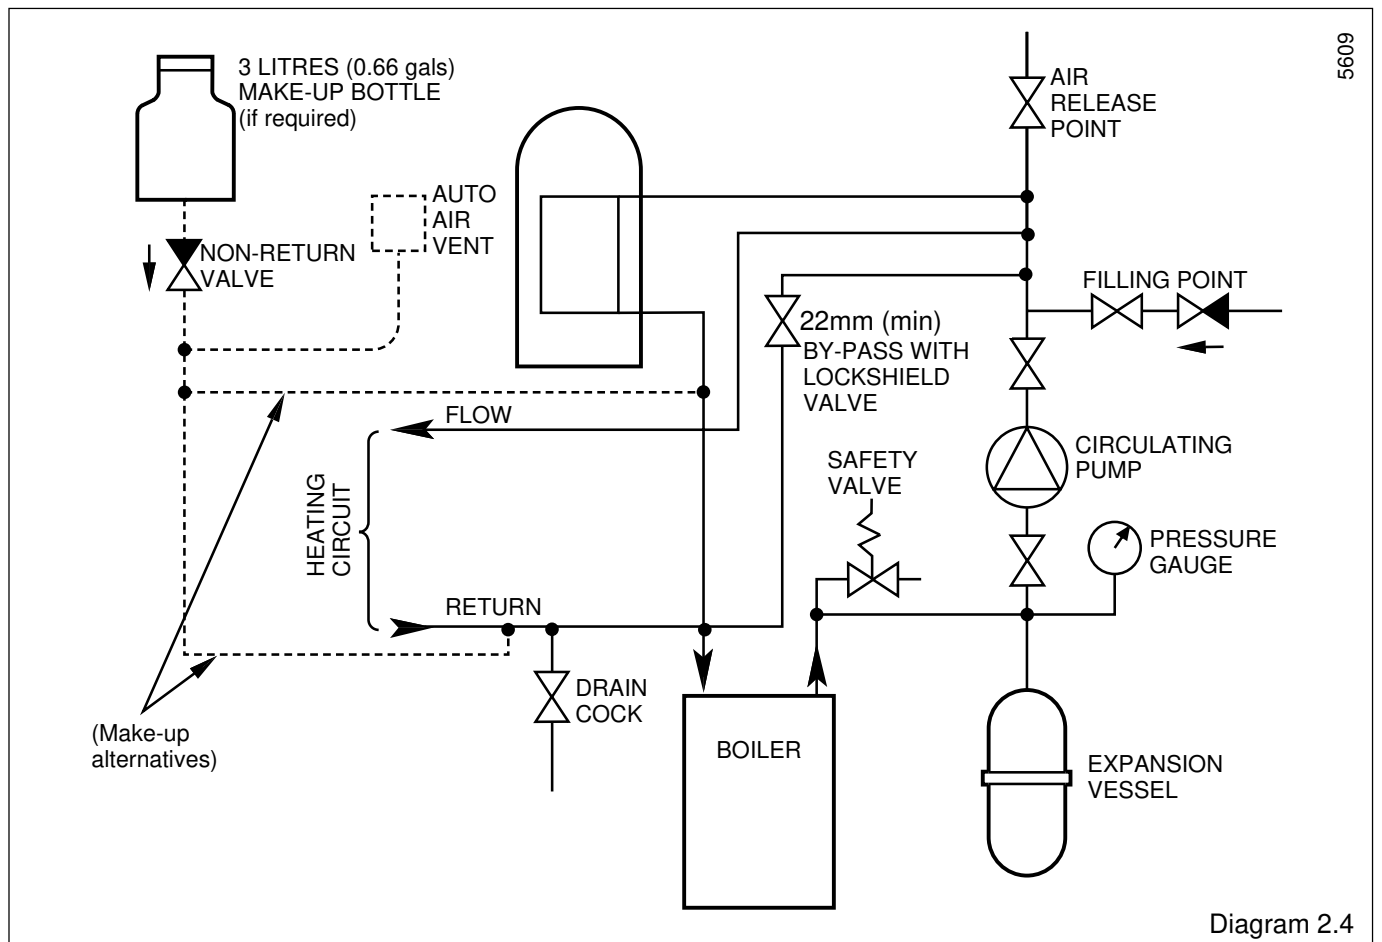 5609
3 LITRES (0.66 gals)
MAKE-UP BOTTLE
(if required)
AIR
RELEASE
POINT
AUTO
AIR
VENT
NON-RETURN
VALVE
FILLING POINT
22mm (min)
BY-PASS WITH
LOCKSHIELD
VALVE
FLOW
CIRCULATING
PUMP
SAFETY
VALVE
HEATING
CIRCUIT
PRESSURE
GAUGE
RETURN
DRAIN
COCK
(Make-up
alternatives)
BOILER
EXPANSION
VESSEL
Diagram 2.4